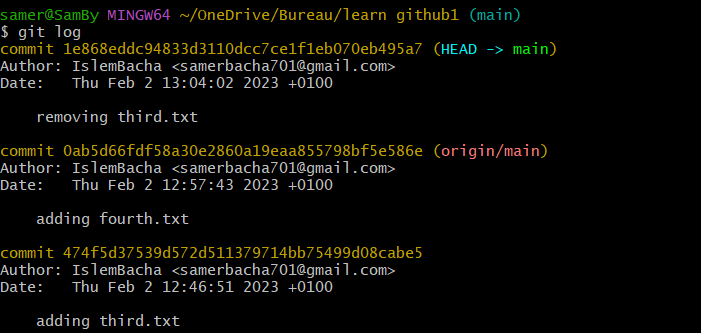 samer@SamBy MINGW64 ~/OneDrive/Bureau/learn github1 (main)
$ git log
commit 1e868eddc94833d3110dcc7ce1f1eb070eb495a7 (HEAD -> main)
Author: IslemBacha <samerbacha701@gmail.com>
Date:   Thu Feb 2 13:04:02 2023 +0100
    removing third.txt
commit 0ab5d66fdf58a30e2860a19eaa855798bf5e586e (origin/main)
Author: IslemBacha <samerbacha701@gmail.com>
Date:   Thu Feb 2 12:57:43 2023 +0100
    adding fourth.txt
commit 474f5d37539d572d511379714bb75499d08cabe5
Author: IslemBacha <samerbacha701@gmail.com>
Date:   Thu Feb 2 12:46:51 2023 +0100
    adding third.txt